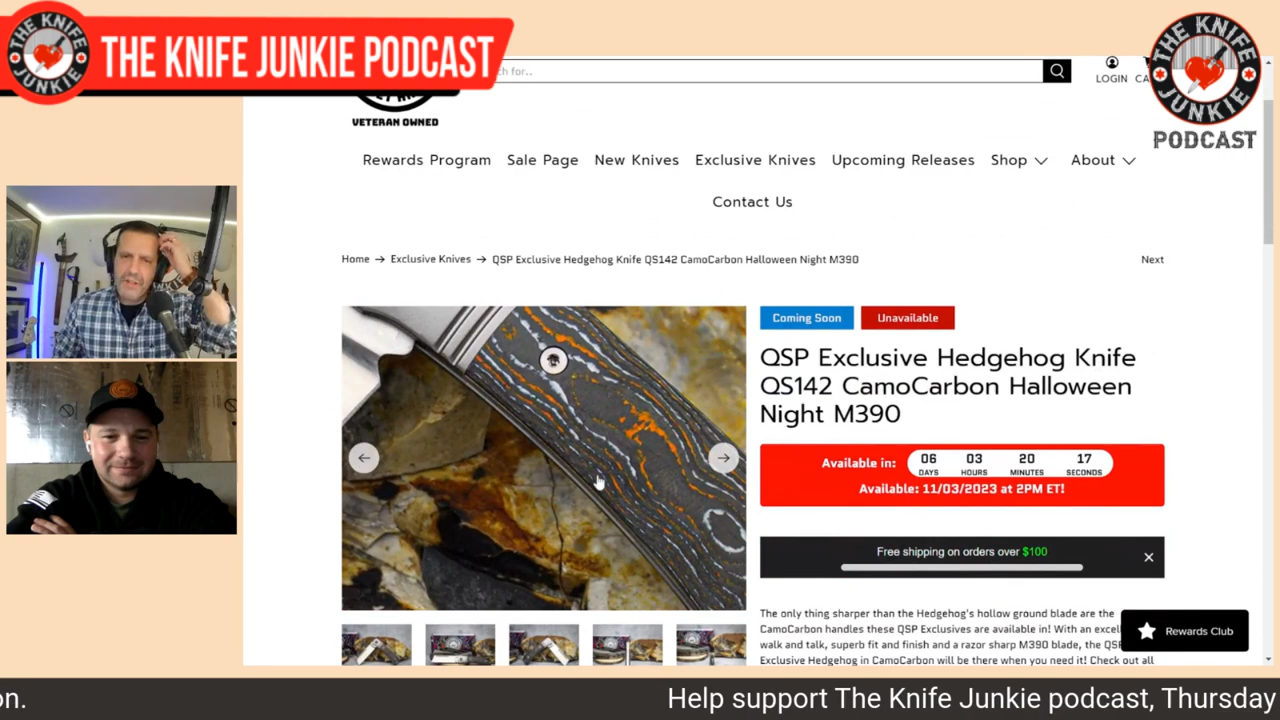 THE KNIFE JUNKIE
THE KNIFE JUNKIE PODCAST
THE KNIFE
JUNKIE
PODCAST
ch for..
LOGIN
CA
VETERAN OWNED
Rewards Program Sale Page New Knives Exclusive Knives Upcoming Releases Shop About
Contact Us
Home → Exclusive Knives → QSP Exclusive Hedgehog Knife QS142 CamoCarbon Halloween Night M390
Next
Coming Soon Unavailable
QSP Exclusive Hedgehog Knife
QS142 CamoCarbon Halloween
Night M390
Available in: 06 03 20 17
DAYS HOURS MINUTES SECONDS
Available: 11/03/2023 at 2PM ET!
Free shipping on orders over $100
The only thing sharper than the Hedgehog's hollow ground blade are the
CamoCarbon handles these QSP Exclusives are available in! With an excel
walk and talk, superb fit and finish and a razor sharp M390 blade, the QS
Exclusive Hedgehog in CamoCarbon will be there when you need it! Check out all
Rewards Club
on.
Help support The Knife Junkie podcast, Thursday